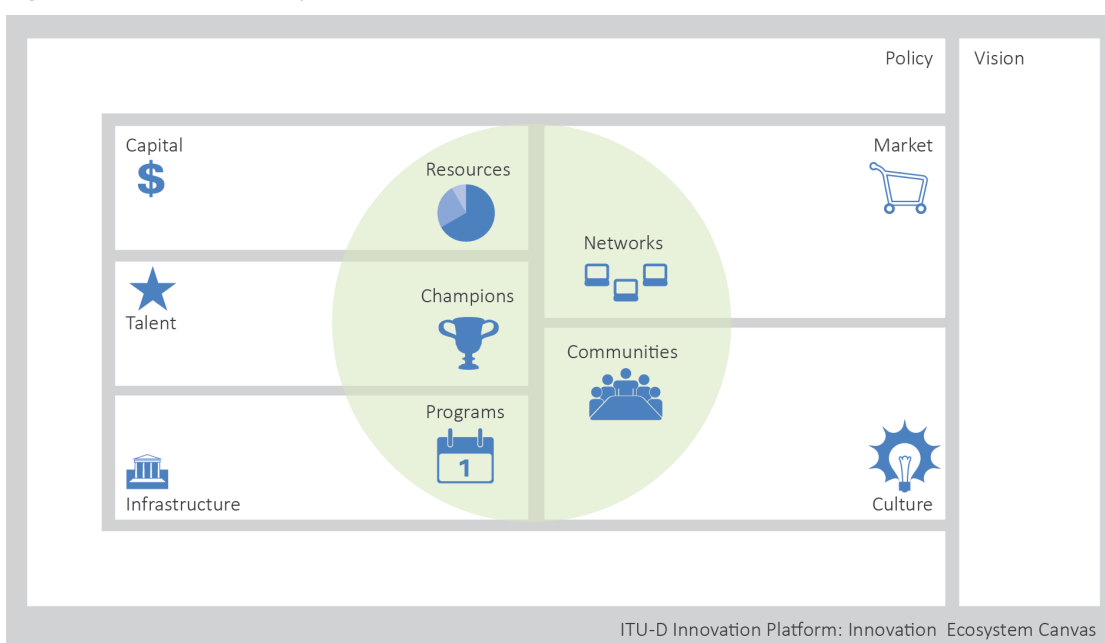 Policy
Vision
Capital
$
Resources
Market
Networks
Talent
Champions
Communities
Programs
1
Infrastructure
Culture
ITU-D Innovation Platform: Innovation Ecosystem Canvas